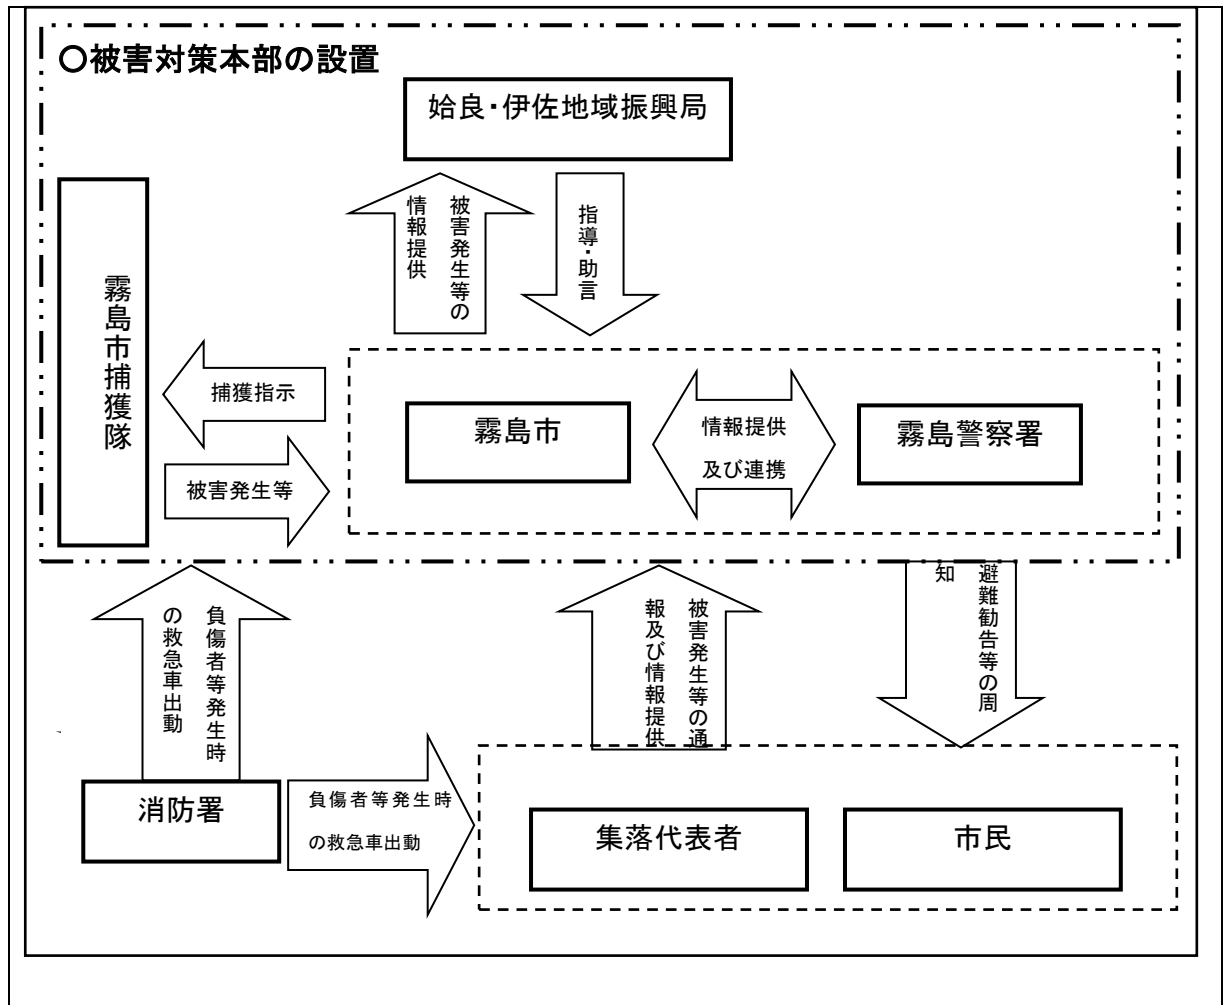 〇被害対策本部の設置
姶良・伊佐地域振興局
被害発生等の
情報提供
指導・助言
霧島市捕獲隊
捕獲指示
被害発生等
霧島市
情報提供
及び連携
霧島警察署
負傷者等発生時
の救急車出動
被害発生等の通
報及び情報提供
避難勧告等の周
知
消防署
負傷者等発生時
の救急車出動
集落代表者
市民